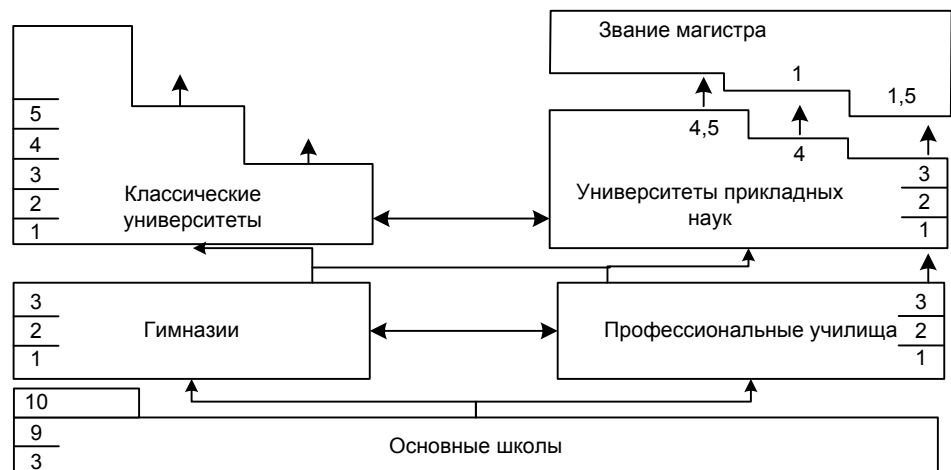 Звание магистра
1
1,5
5
4
3
2
1
Классические
университеты
4,5
4
Университеты прикладных
наук
3
2
1
3
2
1
Гимназии
Профессиональные училища
3
2
1
10
9
3
Основные школы